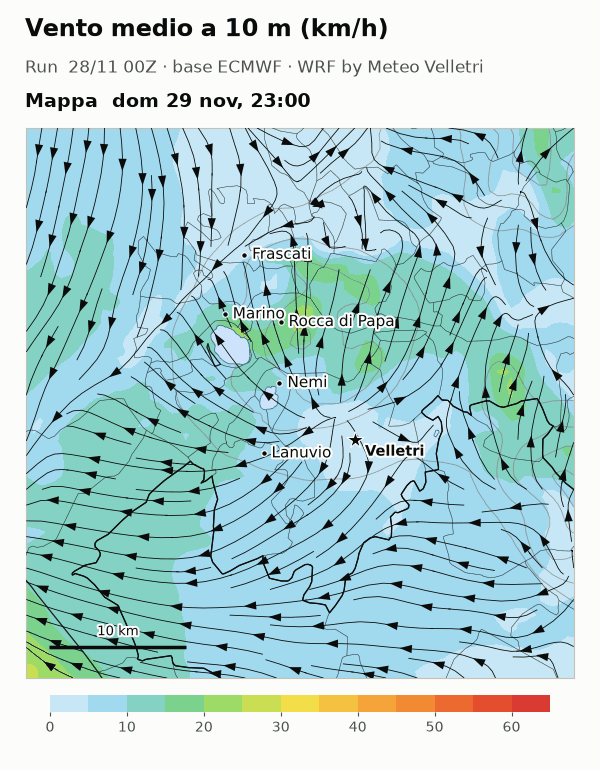 Vento medio a 10 m (km/h)
Run  28/11 00Z · base ECMWF · WRF by Meteo Velletri
Mappa  dom 29 nov, 23:00
Frascati
Marino
Rocca di Papa
Nemi
Velletri
Lanuvio
10 km
0 10 20 30 40 50 60